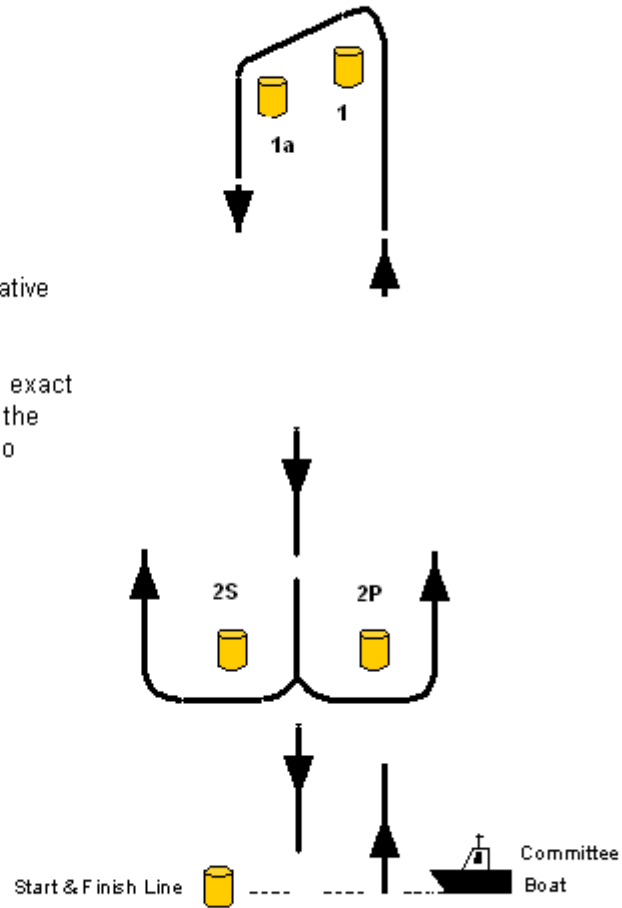 1
1a
ative
exact
the
o
2S 2P
Committee
Start & Finish Line Boat